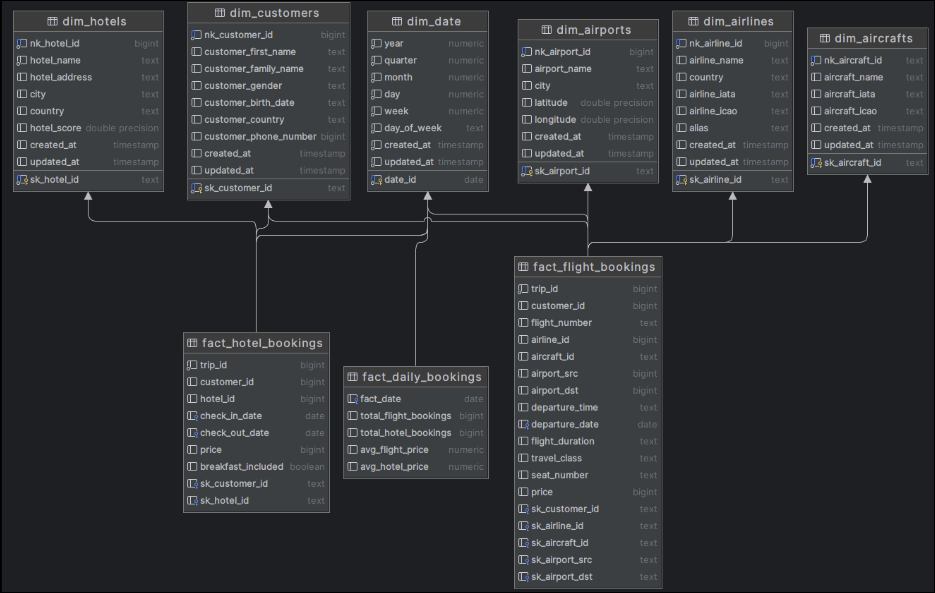 dim_hotels
nk_hotel_id bigint
hotel_name text
hotel_address text
city text
country text
hotel_score double precision
created_at timestamp
updated_at timestamp
sk_hotel_id text
dim_customers
nk_customer_id bigint
customer_first_name text
customer_family_name text
customer_gender text
customer_birth_date text
customer_country text
customer_phone_number bigint
created_at timestamp
updated_at timestamp
sk_customer_id text
dim_date
year numeric
quarter numeric
month numeric
day numeric
week numeric
day_of_week text
created_at timestamp
updated_at timestamp
date_id date
dim_airports
nk_airport_id bigint
airport_name text
city text
latitude double precision
longitude double precision
created_at timestamp
updated_at timestamp
sk_airport_id text
dim_airlines
nk_airline_id bigint
airline_name text
country text
airline_iata text
airline_icao text
alias text
created_at timestamp
updated_at timestamp
sk_airline_id text
dim_aircrafts
nk_aircraft_id text
aircraft_name text
aircraft_iata text
aircraft_icao text
created_at timestamp
updated_at timestamp
sk_aircraft_id text
fact_hotel_bookings
trip_id bigint
customer_id bigint
hotel_id bigint
check_in_date date
check_out_date date
price bigint
breakfast_included boolean
sk_customer_id text
sk_hotel_id text
fact_daily_bookings
fact_date date
total_flight_bookings bigint
total_hotel_bookings bigint
avg_flight_price numeric
avg_hotel_price numeric
fact_flight_bookings
trip_id bigint
customer_id bigint
flight_number text
airline_id bigint
aircraft_id text
airport_src bigint
airport_dst bigint
departure_time text
departure_date date
flight_duration text
travel_class text
seat_number text
price bigint
sk_customer_id text
sk_airline_id text
sk_aircraft_id text
sk_airport_src text
sk_airport_dst text